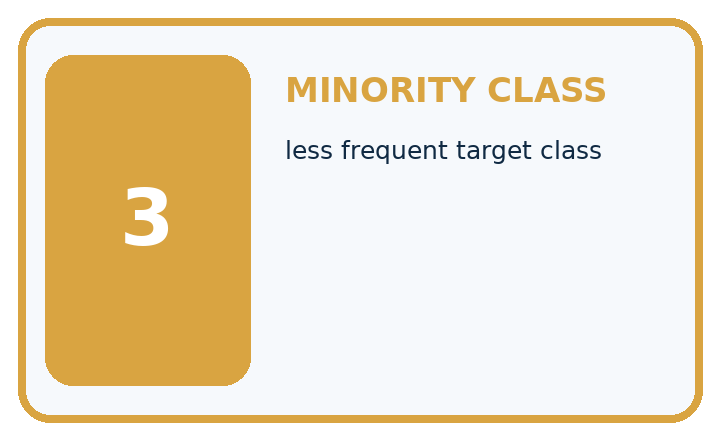 3
MINORITY CLASS
less frequent target class